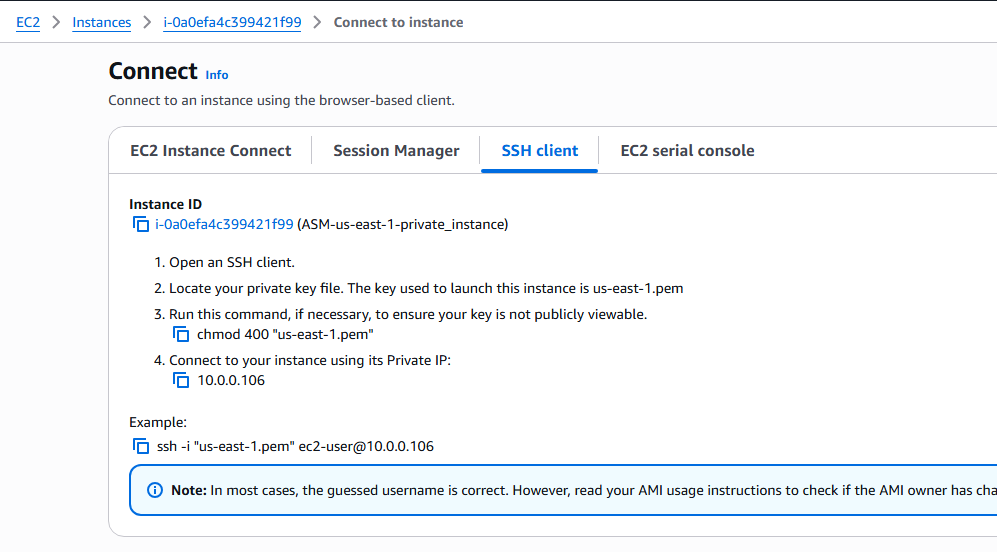 EC2 > Instances > i-0a0efa4c399421f99 > Connect to instance
Connect Info
Connect to an instance using the browser-based client.
EC2 Instance Connect Session Manager SSH client EC2 serial console
Instance ID
i-0a0efa4c399421f99 (ASM-us-east-1-private_instance)
1. Open an SSH client.
2. Locate your private key file. The key used to launch this instance is us-east-1.pem
3. Run this command, if necessary, to ensure your key is not publicly viewable.
chmod 400 "us-east-1.pem"
4. Connect to your instance using its Private IP:
10.0.0.106
Example:
ssh -i "us-east-1.pem" ec2-user@10.0.0.106
Note: In most cases, the guessed username is correct. However, read your AMI usage instructions to check if the AMI owner has cha